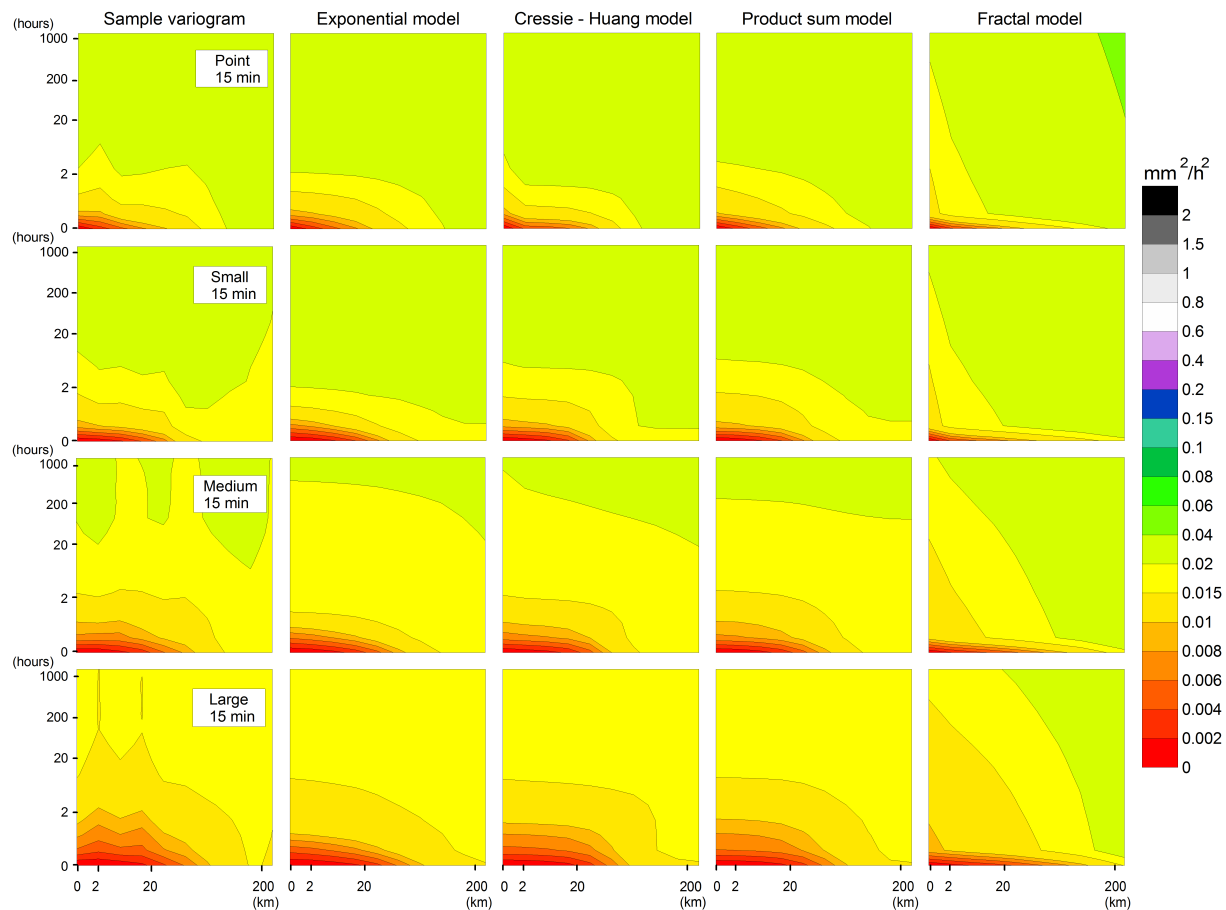 Sample variogram Exponential model Cressie - Huang model Product sum model Fractal model
(hours)
1000
200
20
2
0
Point
15 min
(hours)
1000
200
20
2
0
Small
15 min
(hours)
1000
200
20
2
0
Medium
15 min
(hours)
1000
200
20
2
0
Large
15 min
0 2 20 200 0 2 20 200 0 2 20 200 0 2 20 200 0 2 20 200
(km) (km) (km) (km) (km)
mm²/h²
2
1.5
1
0.8
0.6
0.4
0.2
0.15
0.1
0.08
0.06
0.04
0.02
0.015
0.01
0.008
0.006
0.004
0.002
0